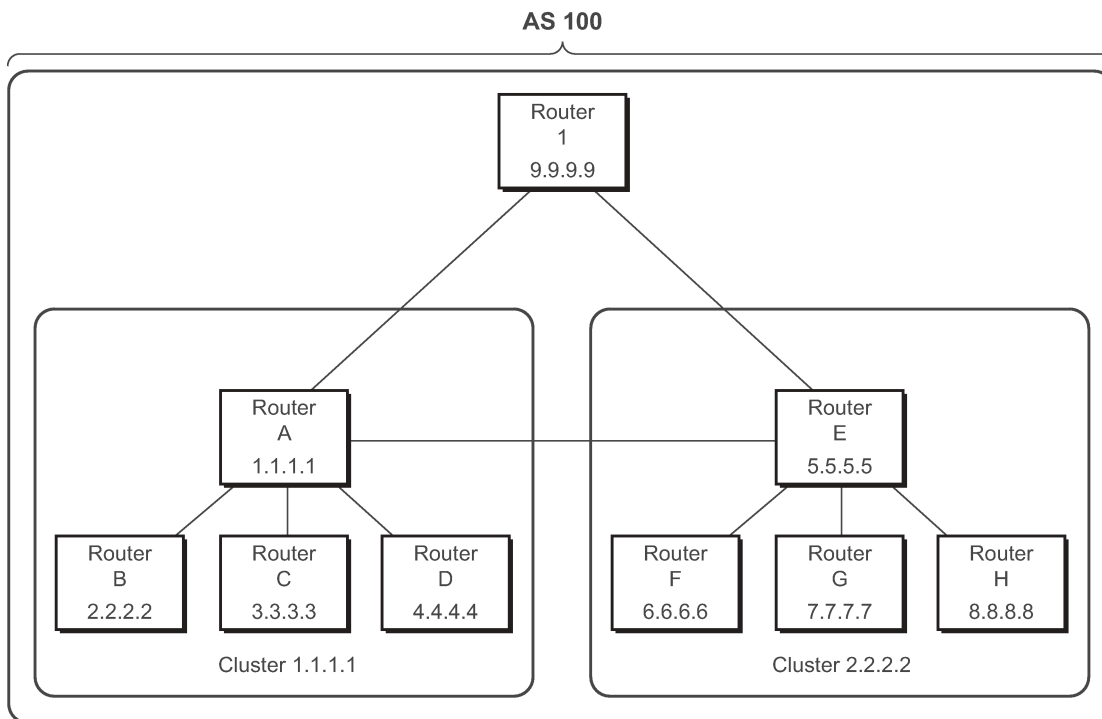 AS 100
Router
1
9.9.9.9
Router
A
1.1.1.1
Router
E
5.5.5.5
Router
B
2.2.2.2
Router
C
3.3.3.3
Router
D
4.4.4.4
Router
F
6.6.6.6
Router
G
7.7.7.7
Router
H
8.8.8.8
Cluster 1.1.1.1
Cluster 2.2.2.2